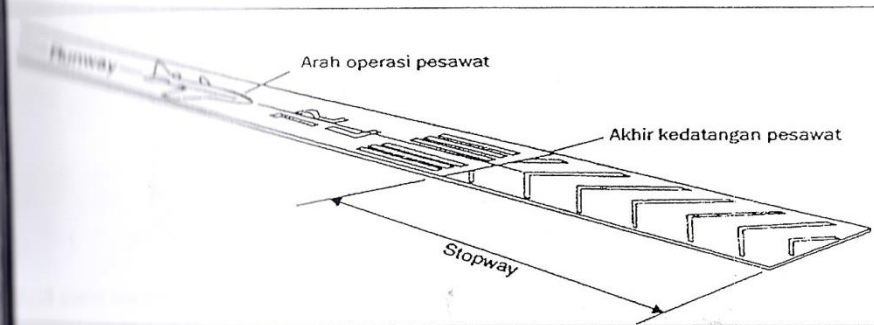 Runway
Arah operasi pesawat
Akhir kedatangan pesawat
Stopway